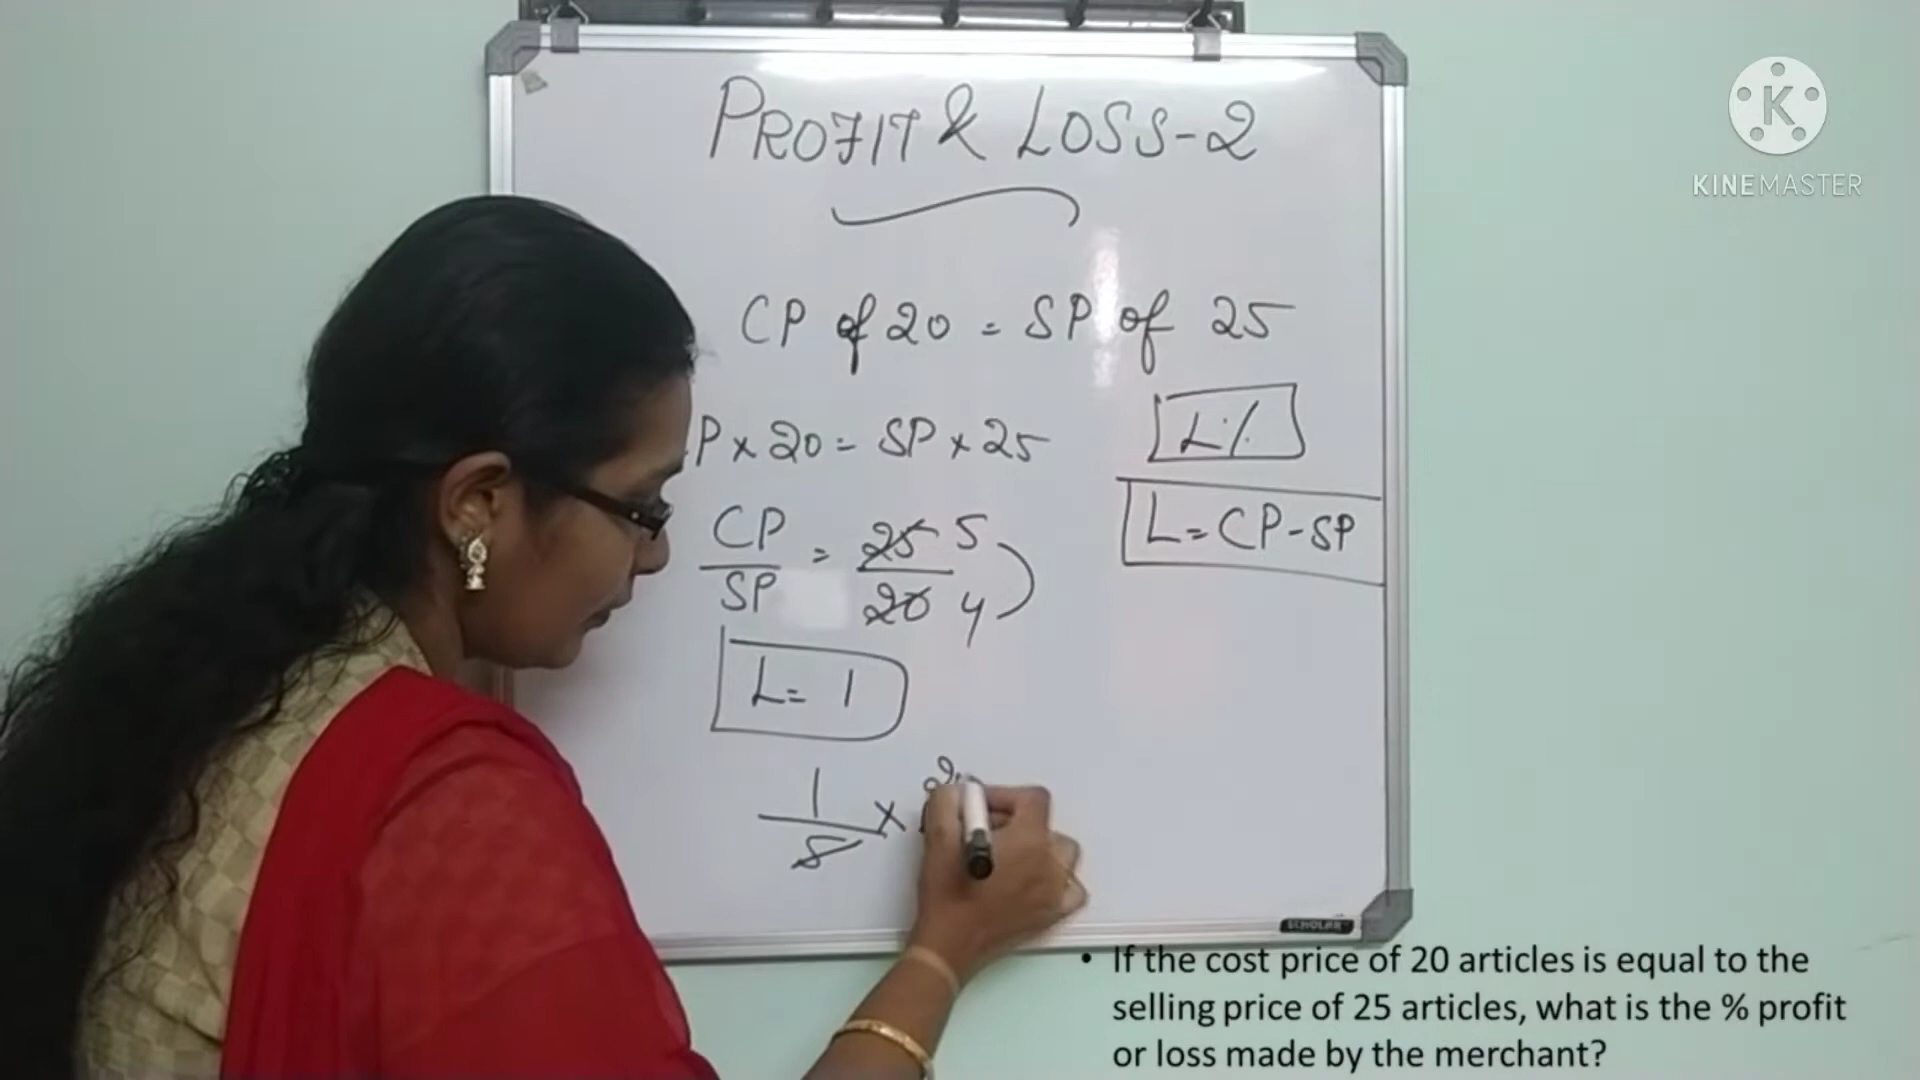 PROFIT & LOSS-2
CP of 20 = SP of 25
P x 20 = SP x 25
L%
L = CP - SP
CP/SP = 25/20 5/4
L = 1
1/5 x
SCHOLAR
K
KINEMASTER
• If the cost price of 20 articles is equal to the
selling price of 25 articles, what is the % profit
or loss made by the merchant?